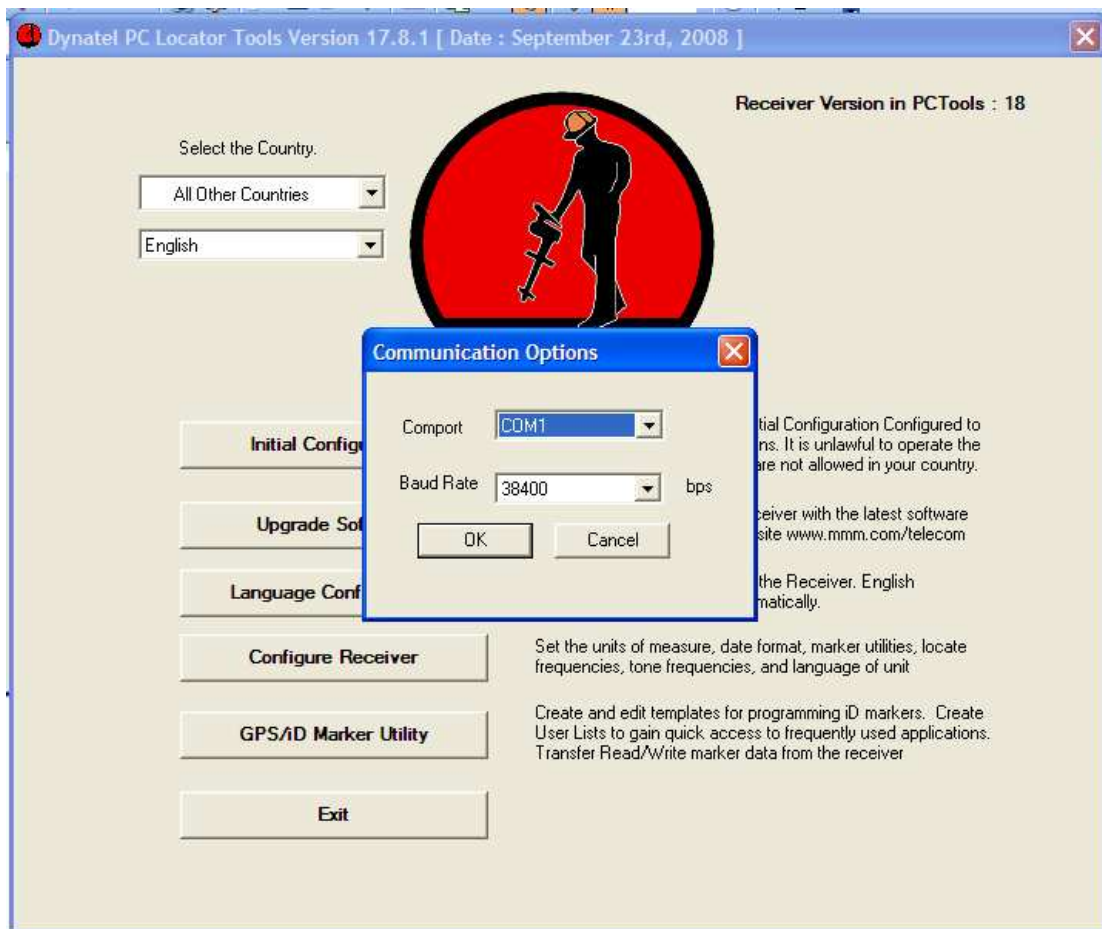 Dynatel PC Locator Tools Version 17.8.1 [ Date : September 23rd, 2008 ]
Receiver Version in PCTools : 18
Select the Country.
All Other Countries
English
Communication Options
Comport
COM1
Baud Rate
38400
bps
OK
Cancel
Initial
Configuration Configured to
It is unlawful to operate the
are not allowed in your country.
Upgrade
with the latest software
www.mmm.com/telecom
Language
the Receiver. English
Configure Receiver
Set the units of measure, date format, marker utilities, locate
frequencies, tone frequencies, and language of unit
GPS/iD Marker Utility
Create and edit templates for programming iD markers. Create
User Lists to gain quick access to frequently used applications.
Transfer Read/Write marker data from the receiver
Exit